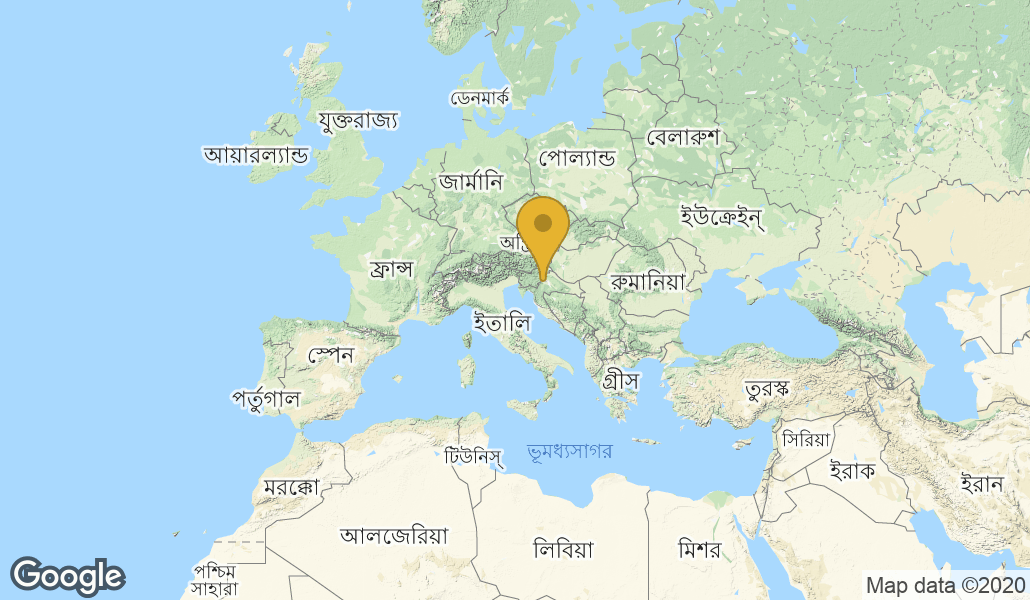 ডেনমার্ক
যুক্তরাজ্য
বেলারুশ
আয়ারল্যান্ড
পোল্যান্ড
জার্মানি
ইউক্রেইন্
ফ্রান্স
রুমানিয়া
ইতালি
স্পেন
গ্রীস
তুরস্ক
পর্তুগাল
সিরিয়া
টিউনিস্
ভূমধ্যসাগর
ইরাক
মরক্কো
ইরান
আলজেরিয়া
লিবিয়া
মিশর
পশ্চিম
সাহারা
Google
Map data ©2020